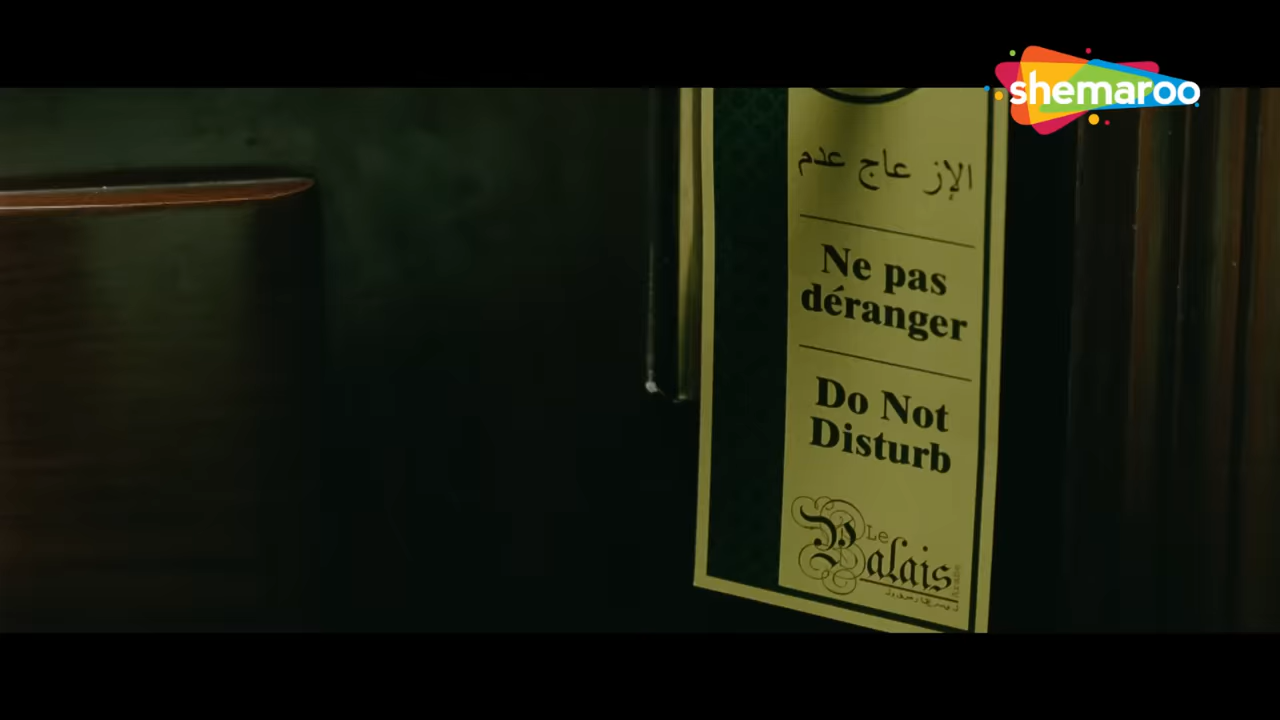 shemaroo
الإز عاج عدم
Ne pas
déranger
Do Not
Disturb
Le
Palais